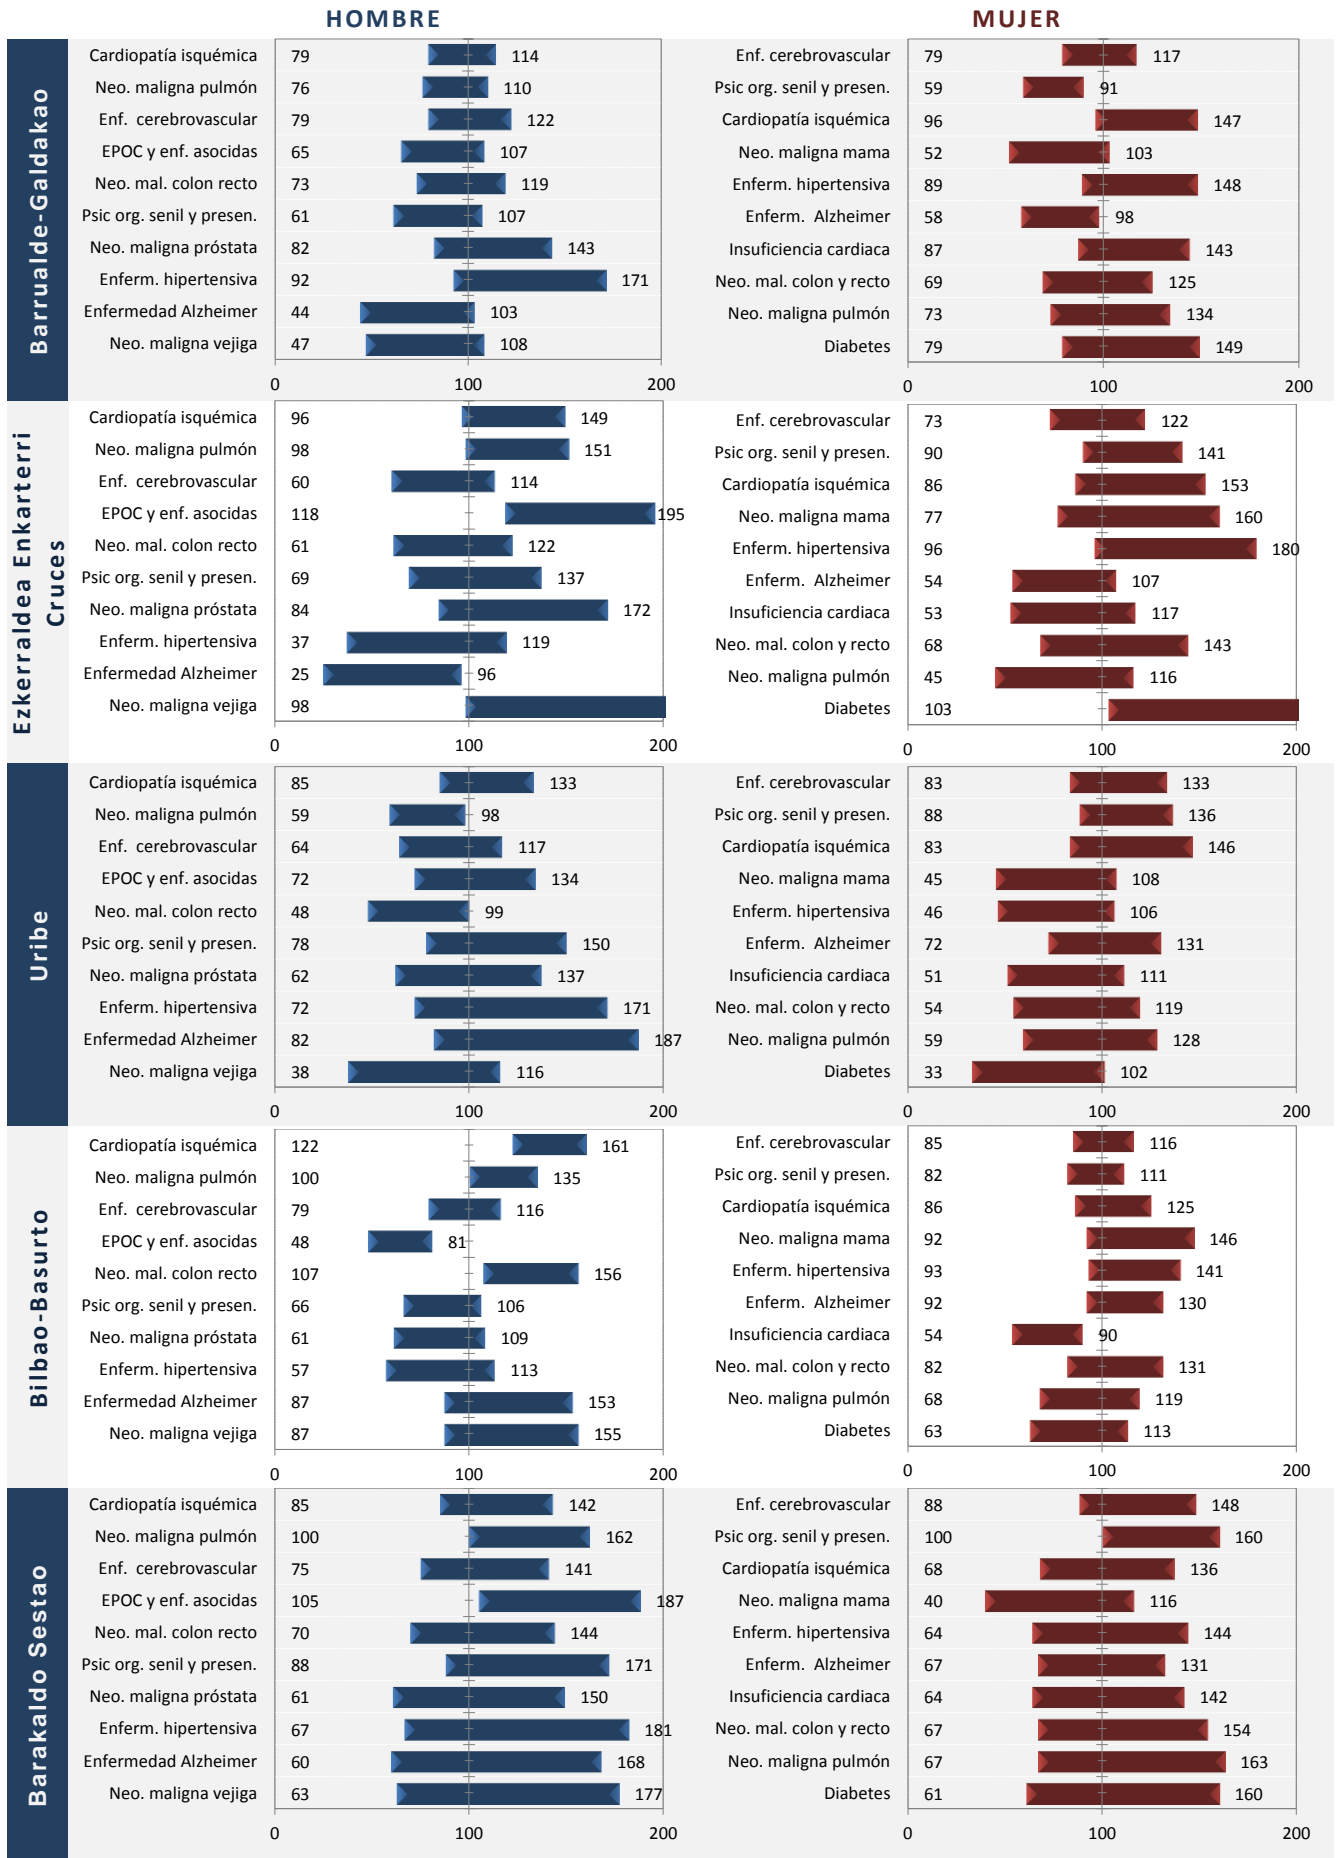 HOMBRE MUJER
Barrualde-Galdakao
Cardiopatía isquémica 79 114
Neo. maligna pulmón 76 110
Enf. cerebrovascular 79 122
EPOC y enf. asocidas 65 107
Neo. mal. colon recto 73 119
Psic org. senil y presen. 61 107
Neo. maligna próstata 82 143
Enferm. hipertensiva 92 171
Enfermedad Alzheimer 44 103
Neo. maligna vejiga 47 108
0 100 200
Enf. cerebrovascular 79 117
Psic org. senil y presen. 59 91
Cardiopatía isquémica 96 147
Neo. maligna mama 52 103
Enferm. hipertensiva 89 148
Enferm. Alzheimer 58 98
Insuficiencia cardiaca 87 143
Neo. mal. colon y recto 69 125
Neo. maligna pulmón 73 134
Diabetes 79 149
0 100 200
Ezkerraldea Enkarterri
Cruces
Cardiopatía isquémica 96 149
Neo. maligna pulmón 98 151
Enf. cerebrovascular 60 114
EPOC y enf. asocidas 118 195
Neo. mal. colon recto 61 122
Psic org. senil y presen. 69 137
Neo. maligna próstata 84 172
Enferm. hipertensiva 37 119
Enfermedad Alzheimer 25 96
Neo. maligna vejiga 98
0 100 200
Enf. cerebrovascular 73 122
Psic org. senil y presen. 90 141
Cardiopatía isquémica 86 153
Neo. maligna mama 77 160
Enferm. hipertensiva 96 180
Enferm. Alzheimer 54 107
Insuficiencia cardiaca 53 117
Neo. mal. colon y recto 68 143
Neo. maligna pulmón 45 116
Diabetes 103
0 100 200
Uribe
Cardiopatía isquémica 85 133
Neo. maligna pulmón 59 98
Enf. cerebrovascular 64 117
EPOC y enf. asocidas 72 134
Neo. mal. colon recto 48 99
Psic org. senil y presen. 78 150
Neo. maligna próstata 62 137
Enferm. hipertensiva 72 171
Enfermedad Alzheimer 82 187
Neo. maligna vejiga 38 116
0 100 200
Enf. cerebrovascular 83 133
Psic org. senil y presen. 88 136
Cardiopatía isquémica 83 146
Neo. maligna mama 45 108
Enferm. hipertensiva 46 106
Enferm. Alzheimer 72 131
Insuficiencia cardiaca 51 111
Neo. mal. colon y recto 54 119
Neo. maligna pulmón 59 128
Diabetes 33 102
0 100 200
Bilbao-Basurto
Cardiopatía isquémica 122 161
Neo. maligna pulmón 100 135
Enf. cerebrovascular 79 116
EPOC y enf. asocidas 48 81
Neo. mal. colon recto 107 156
Psic org. senil y presen. 66 106
Neo. maligna próstata 61 109
Enferm. hipertensiva 57 113
Enfermedad Alzheimer 87 153
Neo. maligna vejiga 87 155
0 100 200
Enf. cerebrovascular 85 116
Psic org. senil y presen. 82 111
Cardiopatía isquémica 86 125
Neo. maligna mama 92 146
Enferm. hipertensiva 93 141
Enferm. Alzheimer 92 130
Insuficiencia cardiaca 54 90
Neo. mal. colon y recto 82 131
Neo. maligna pulmón 68 119
Diabetes 63 113
0 100 200
Barakaldo Sestao
Cardiopatía isquémica 85 142
Neo. maligna pulmón 100 162
Enf. cerebrovascular 75 141
EPOC y enf. asocidas 105 187
Neo. mal. colon recto 70 144
Psic org. senil y presen. 88 171
Neo. maligna próstata 61 150
Enferm. hipertensiva 67 181
Enfermedad Alzheimer 60 168
Neo. maligna vejiga 63 177
0 100 200
Enf. cerebrovascular 88 148
Psic org. senil y presen. 100 160
Cardiopatía isquémica 68 136
Neo. maligna mama 40 116
Enferm. hipertensiva 64 144
Enferm. Alzheimer 67 131
Insuficiencia cardiaca 64 142
Neo. mal. colon y recto 67 154
Neo. maligna pulmón 67 163
Diabetes 61 160
0 100 200